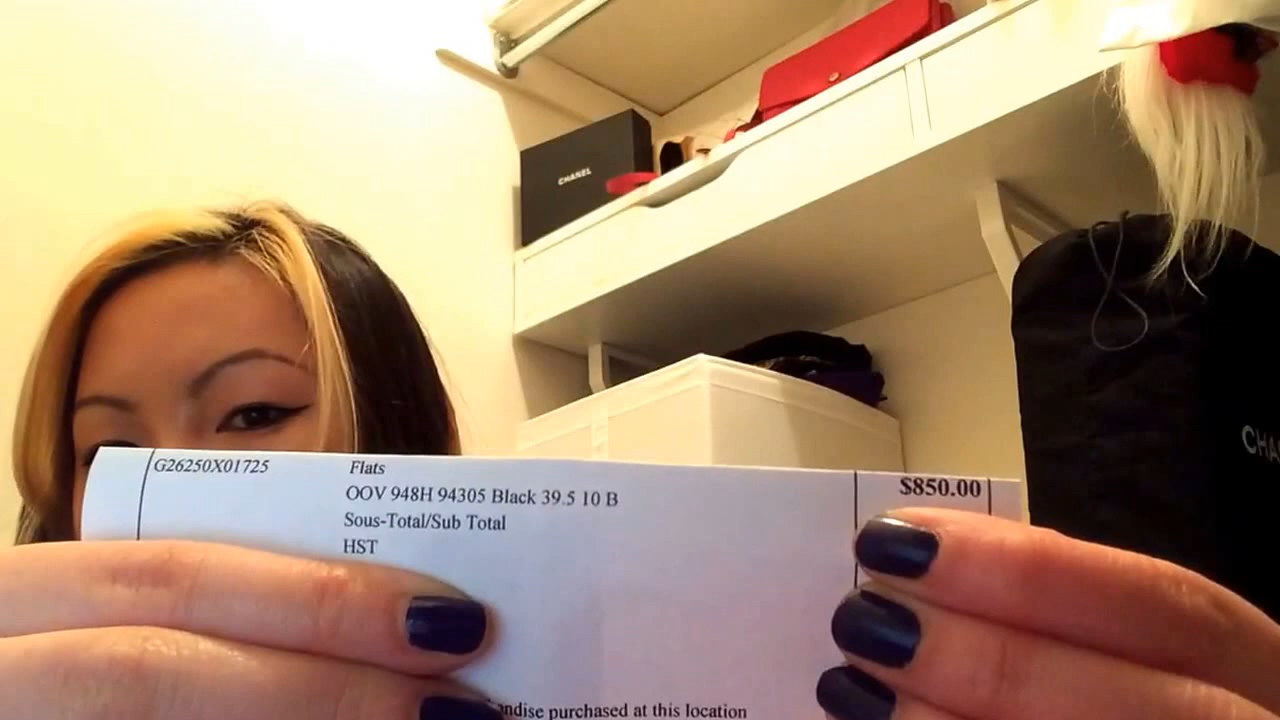 CHANEL
CHA
G26250X01725 Flats $850.00
OOV 948H 94305 Black 39.5 10 B
Sous-Total/Sub Total
HST
andise purchased at this location